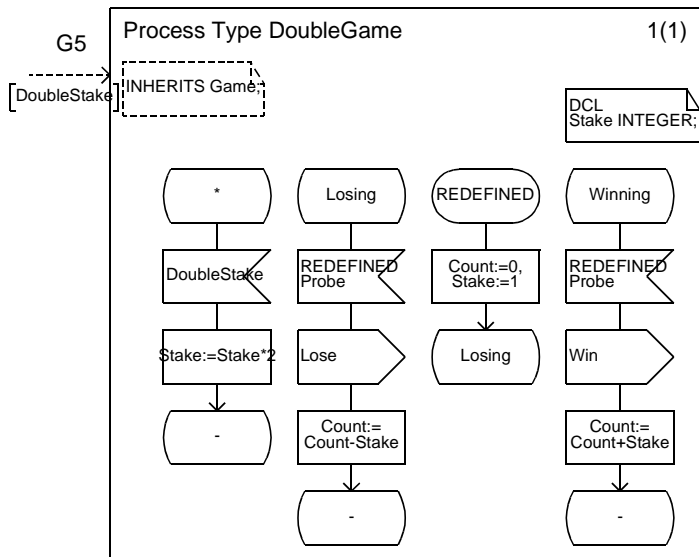 G5
Process Type DoubleGame
1(1)
[DoubleStake]
INHERITS Game;
DCL
Stake INTEGER;
*
Losing
REDEFINED
Winning
DoubleStake
REDEFINED
Probe
Count:=0,
Stake:=1
REDEFINED
Probe
Stake:=Stake*2
Lose
Losing
Win
-
Count:=
Count-Stake
Count:=
Count+Stake
-
-